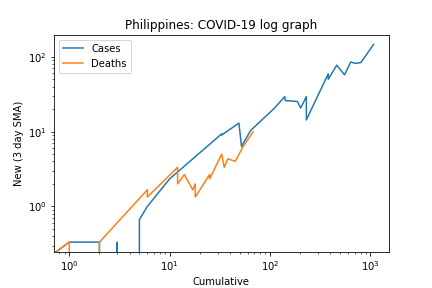 Philippines: COVID-19 log graph
Cases
Deaths
New (3 day SMA)
10²
10¹
10⁰
10⁰ 10¹ 10² 10³
Cumulative